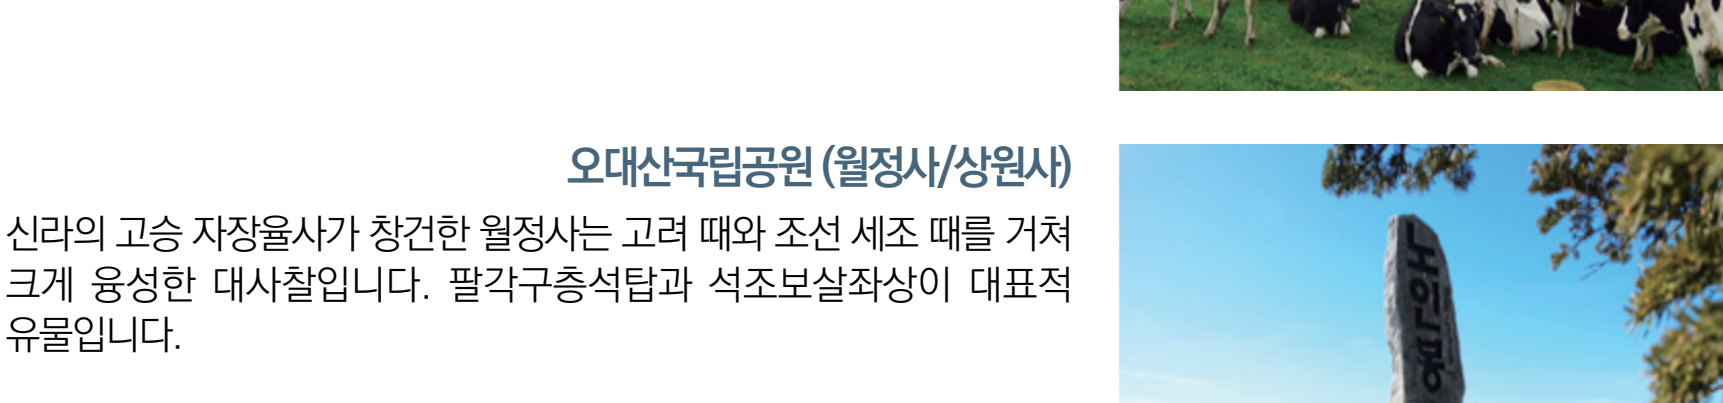 오대산국립공원 (월정사/상원사)
신라의 고승 자장율사가 창건한 월정사는 고려 때와 조선 세조 때를 거쳐
크게 융성한 대사찰입니다. 팔각구층석탑과 석조보살좌상이 대표적
유물입니다.
노인봉